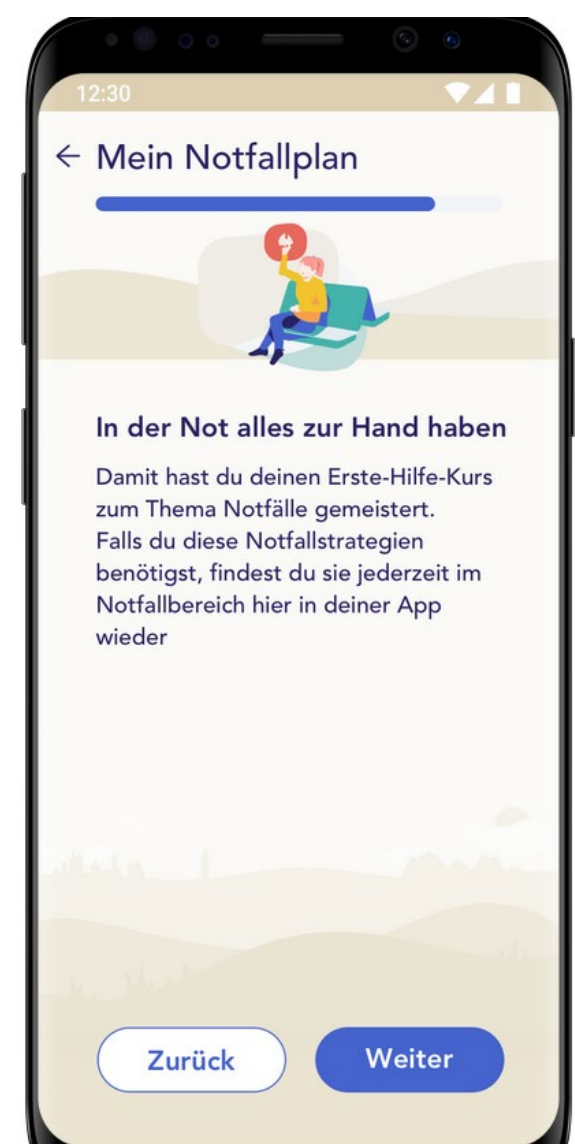 12:30
Mein Notfallplan
In der Not alles zur Hand haben
Damit hast du deinen Erste-Hilfe-Kurs
zum Thema Notfälle gemeistert.
Falls du diese Notfallstrategien
benötigst, findest du sie jederzeit im
Notfallbereich hier in deiner App
wieder
Zurück
Weiter